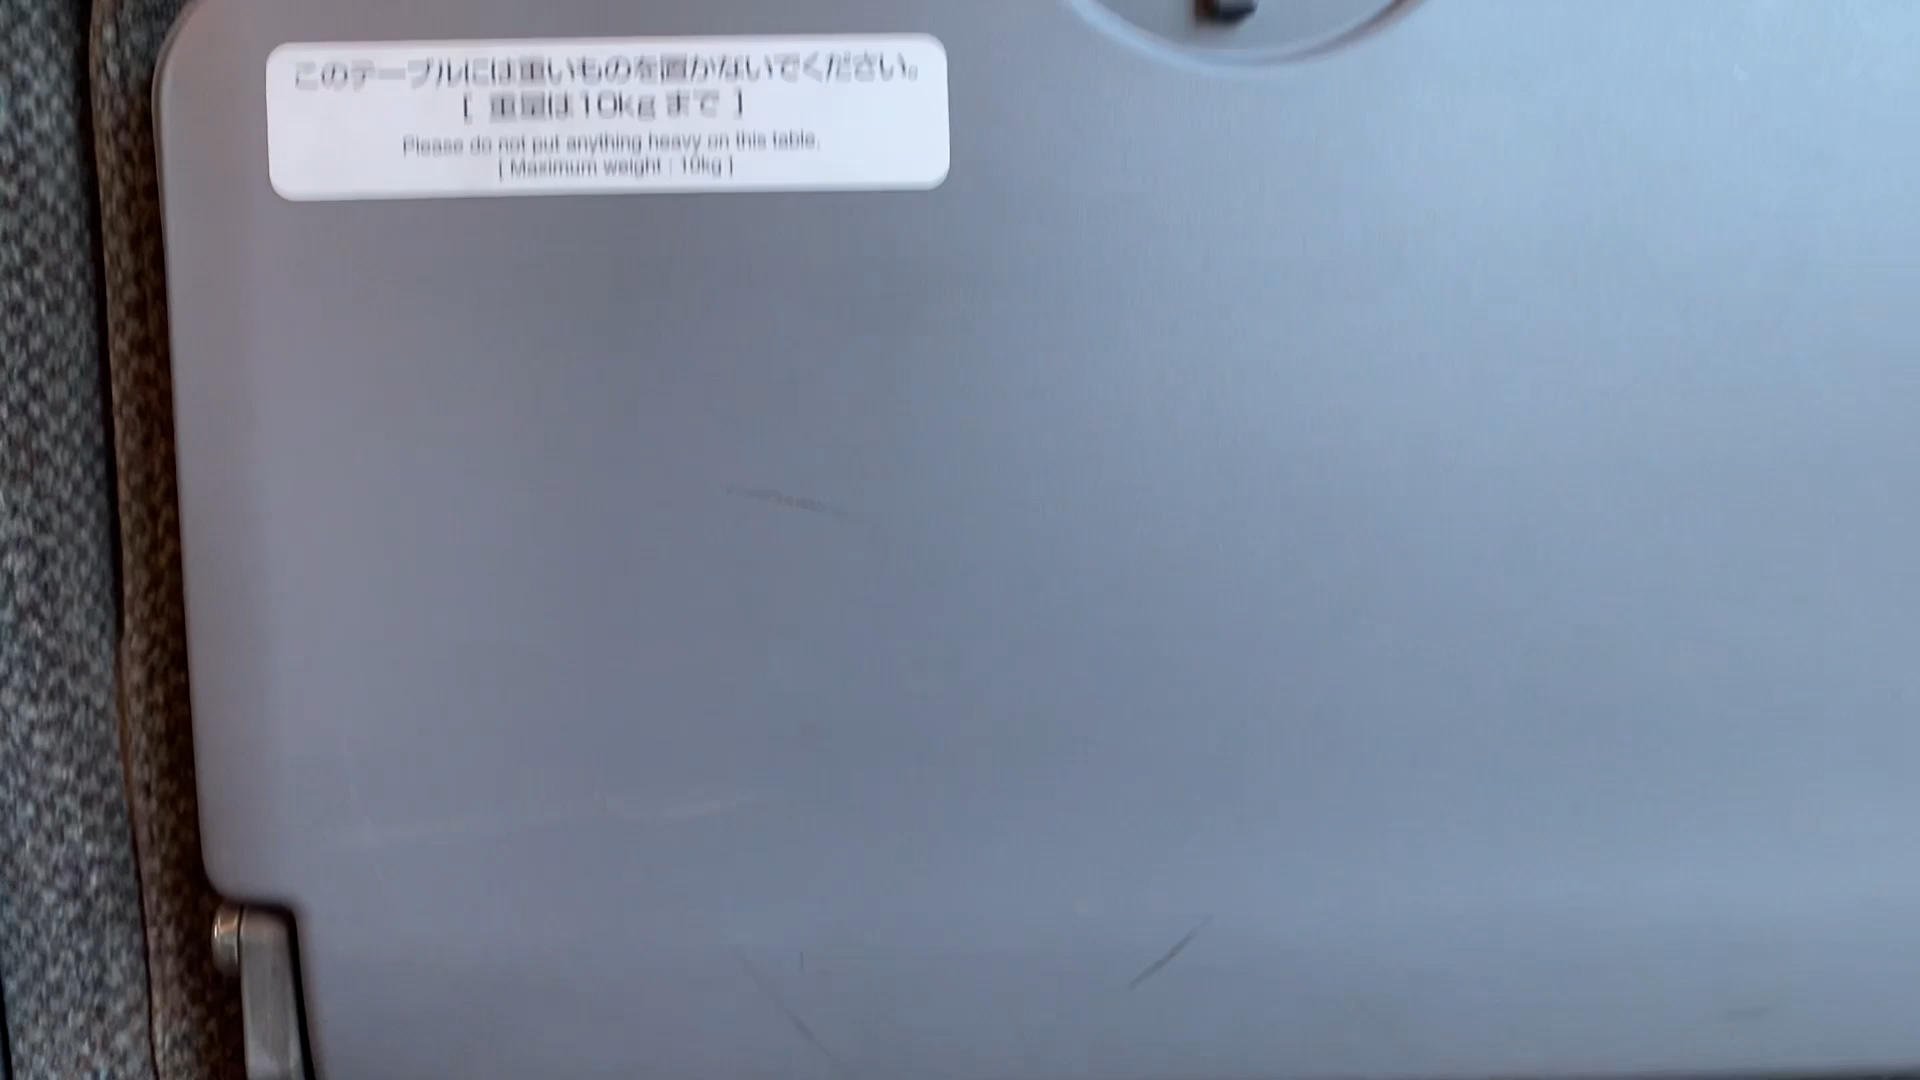 このテーブルには重いものを置かないでください。
[ 重量は10kg まで ]
Please do not put anything heavy on this table.
[ Maximum weight : 10kg ]